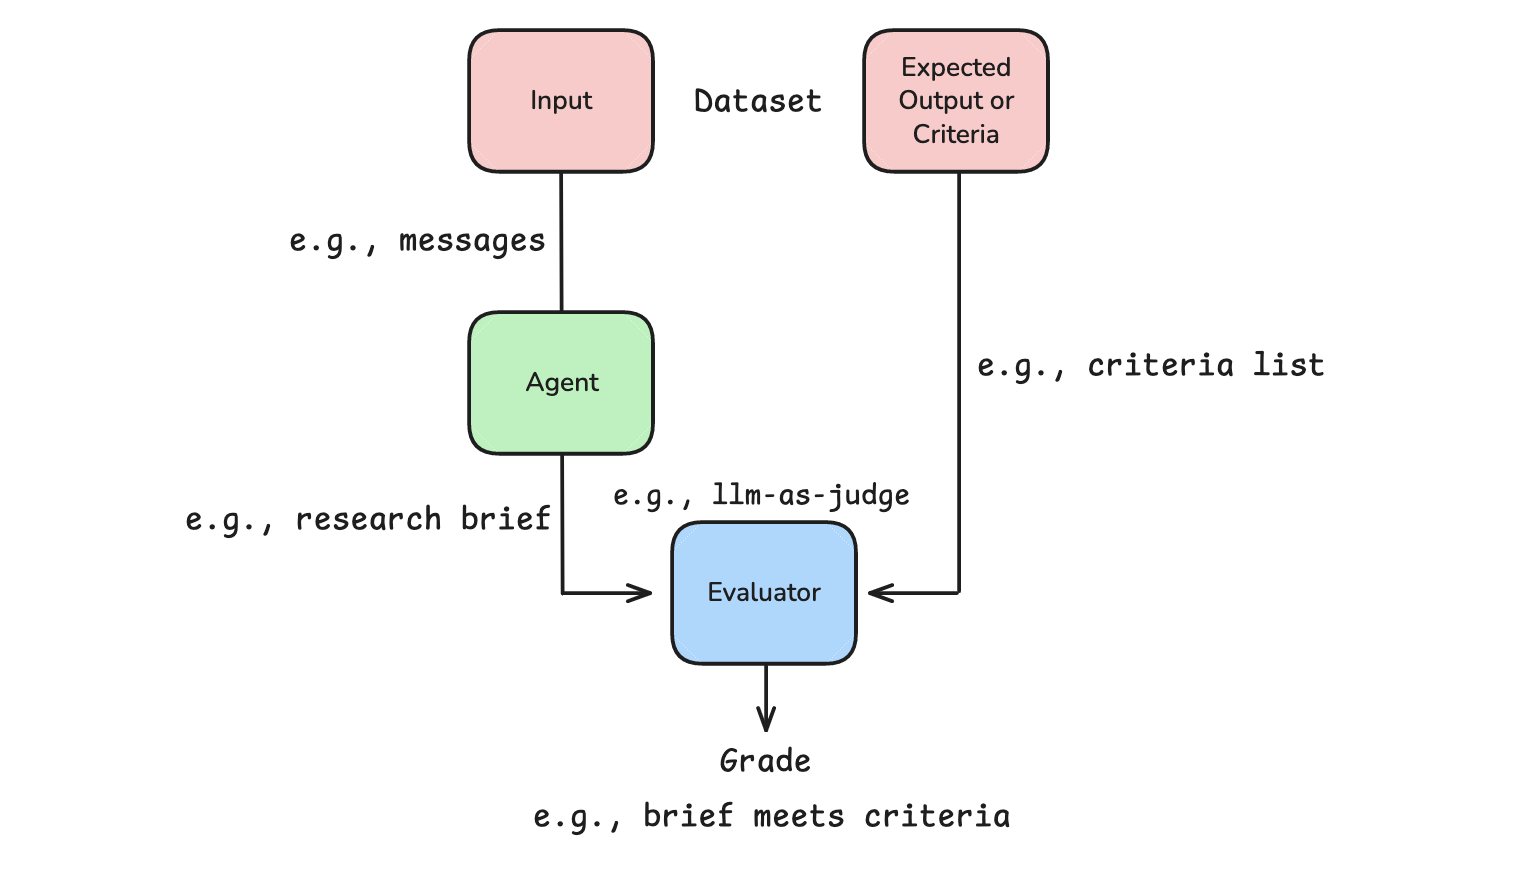 Input
Dataset
Expected
Output or
Criteria
e.g., messages
e.g., criteria list
Agent
e.g., llm-as-judge
e.g., research brief
Evaluator
Grade
e.g., brief meets criteria